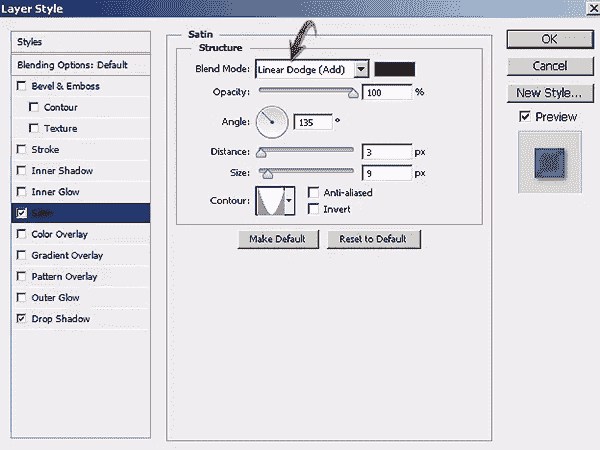 Layer Style
Styles
Blending Options: Default
Bevel & Emboss
Contour
Texture
Stroke
Inner Shadow
Inner Glow
Satin
Color Overlay
Gradient Overlay
Pattern Overlay
Outer Glow
Drop Shadow
Satin
Structure
Blend Mode: Linear Dodge (Add)
Opacity: 100 %
Angle: 135 °
Distance: 3 px
Size: 9 px
Contour: Anti-aliased
Invert
Make Default Reset to Default
OK
Cancel
New Style...
Preview